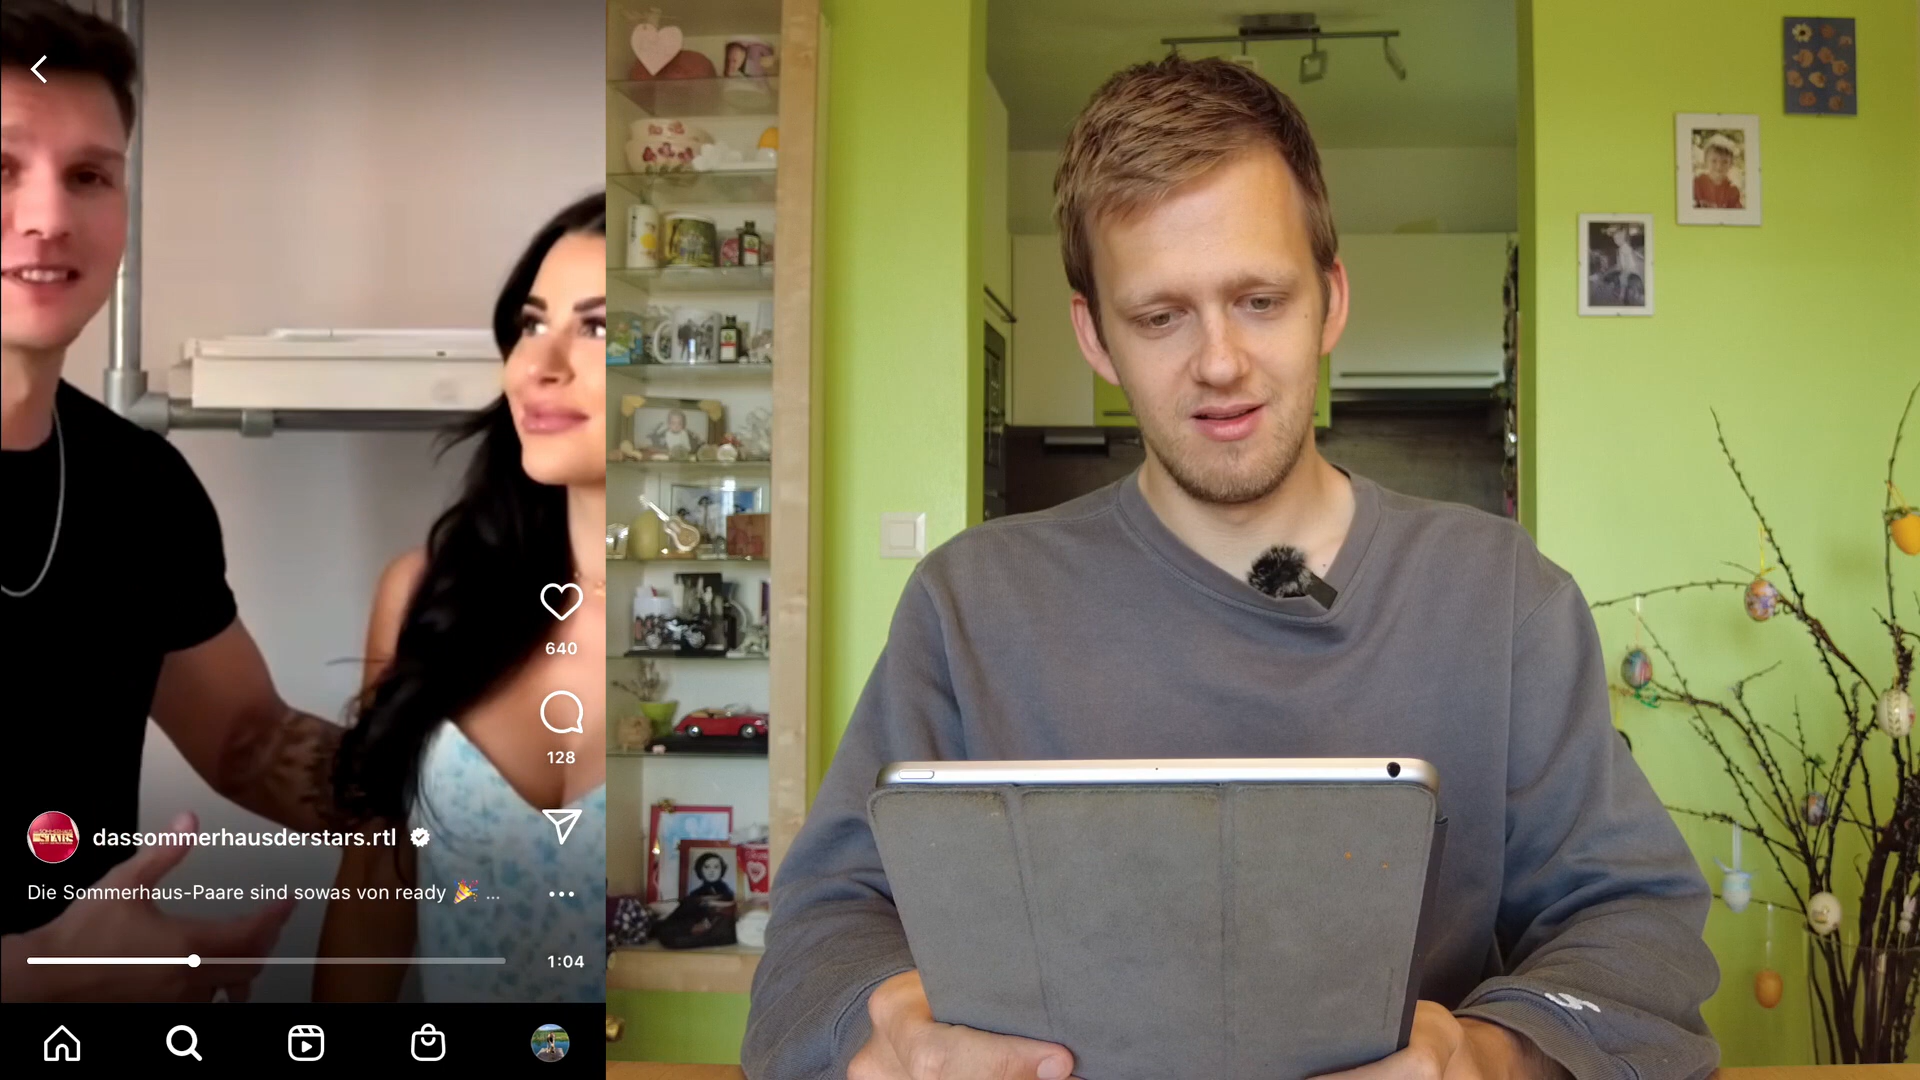 640
128
dassommerhausderstars.rtl
Die Sommerhaus-Paare sind sowas von ready 🎉 ...
1:04